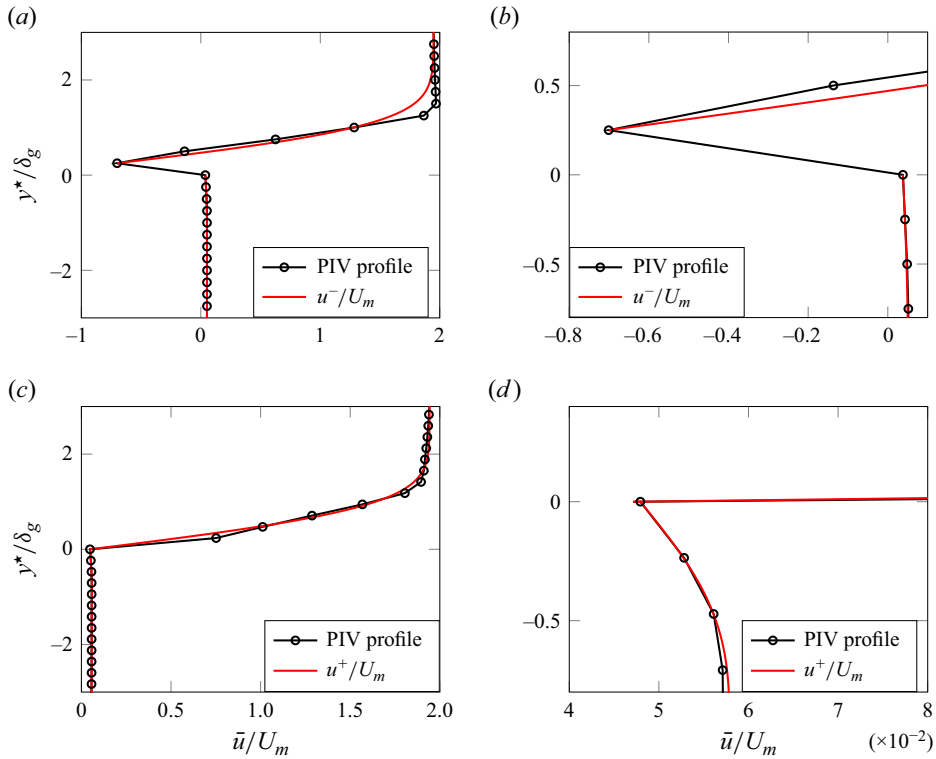 (a)
(b)
2
0
−2
y★/δg
PIV profile
u−/Um
−1
0
1
2
0.5
0
−0.5
PIV profile
u−/Um
−0.8
−0.6
−0.4
−0.2
0
(c)
(d)
2
0
−2
y★/δg
PIV profile
u+/Um
0
0.5
1.0
1.5
2.0
ū/Um
0
−0.5
PIV profile
u+/Um
4
5
6
7
8
ū/Um
(×10−2)